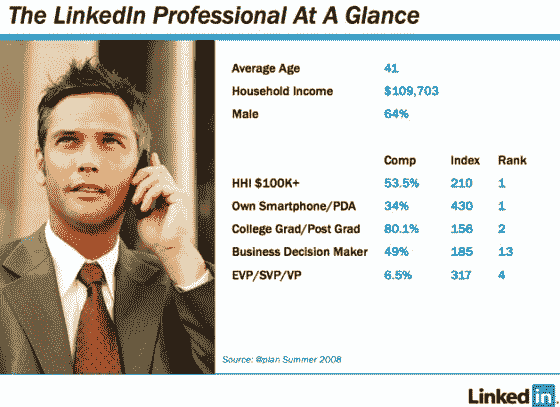 The LinkedIn Professional At A Glance
Average Age 41
Household Income $109,703
Male 64%
Comp Index Rank
HHI $100K+ 53.5% 210 1
Own Smartphone/PDA 34% 430 1
College Grad/Post Grad 80.1% 156 2
Business Decision Maker 49% 185 13
EVP/SVP/VP 6.5% 317 4
Source: @plan Summer 2008
Linked in